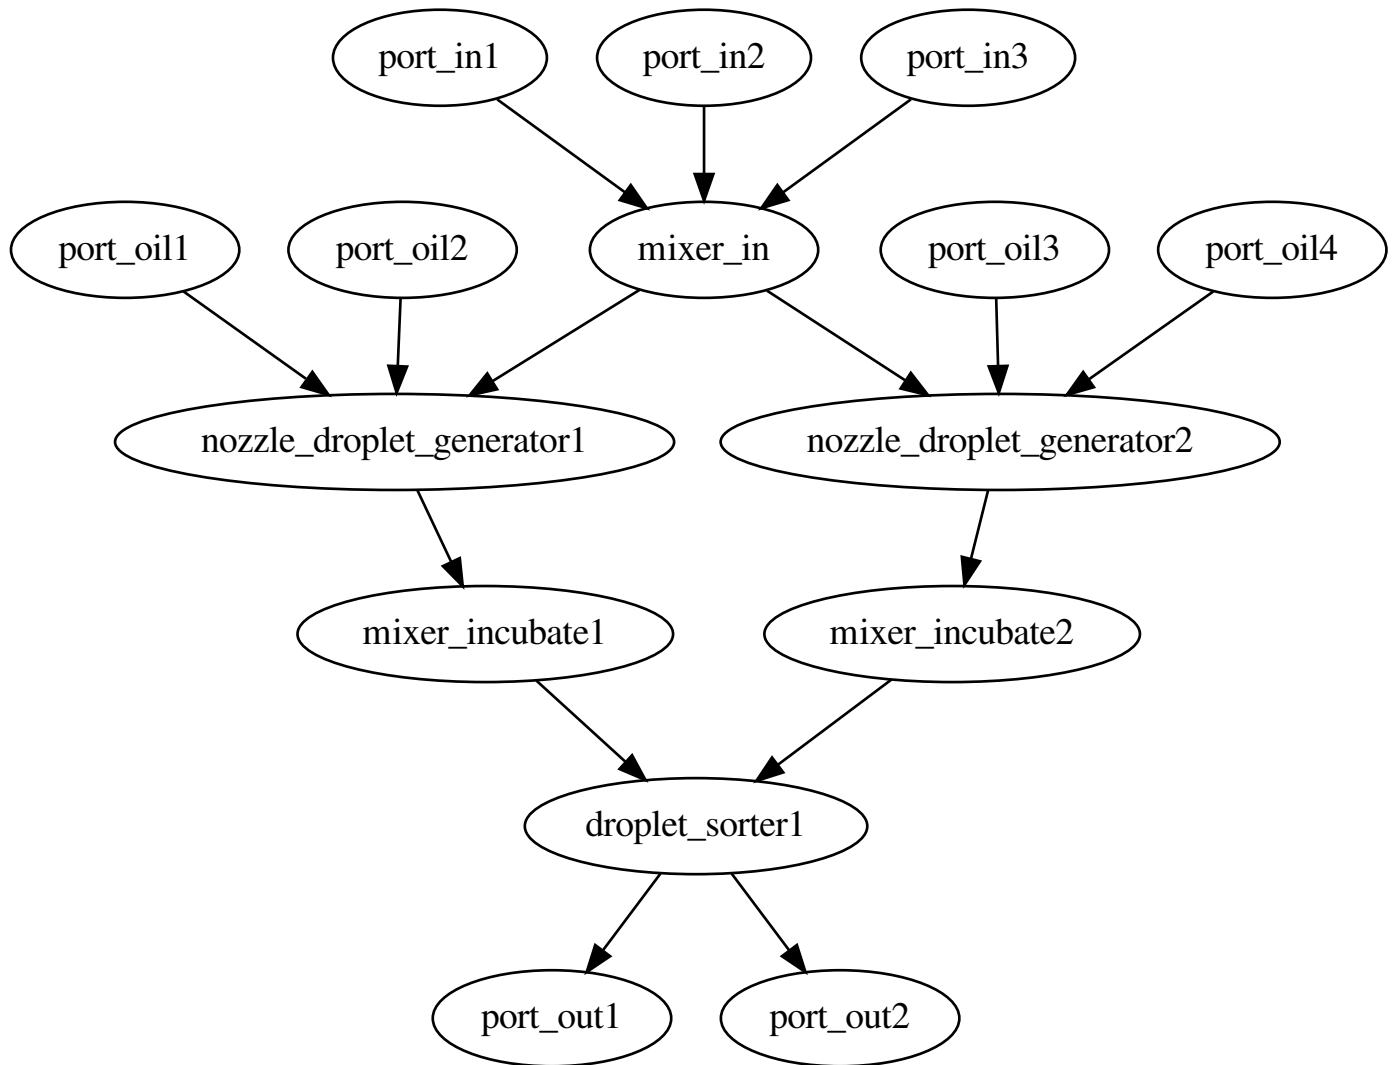 port_in1
port_in2
port_in3
port_oil1
port_oil2
mixer_in
port_oil3
port_oil4
nozzle_droplet_generator1
nozzle_droplet_generator2
mixer_incubate1
mixer_incubate2
droplet_sorter1
port_out1
port_out2